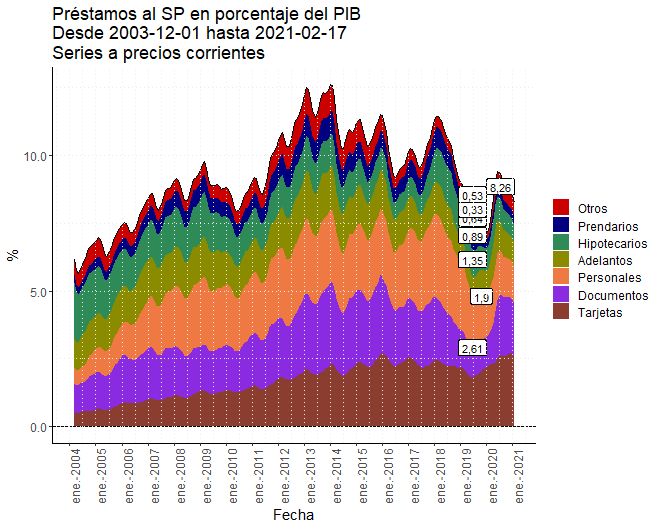 Préstamos al SP en porcentaje del PIB
Desde 2003-12-01 hasta 2021-02-17
Series a precios corrientes
%
10.0
5.0
0.0
0,53
8,26
0,33
0,64
0,89
1,35
1,9
2,61
Otros
Prendarios
Hipotecarios
Adelantos
Personales
Documentos
Tarjetas
ene.-2004
ene.-2005
ene.-2006
ene.-2007
ene.-2008
ene.-2009
ene.-2010
ene.-2011
ene.-2012
ene.-2013
ene.-2014
ene.-2015
ene.-2016
ene.-2017
ene.-2018
ene.-2019
ene.-2020
ene.-2021
Fecha